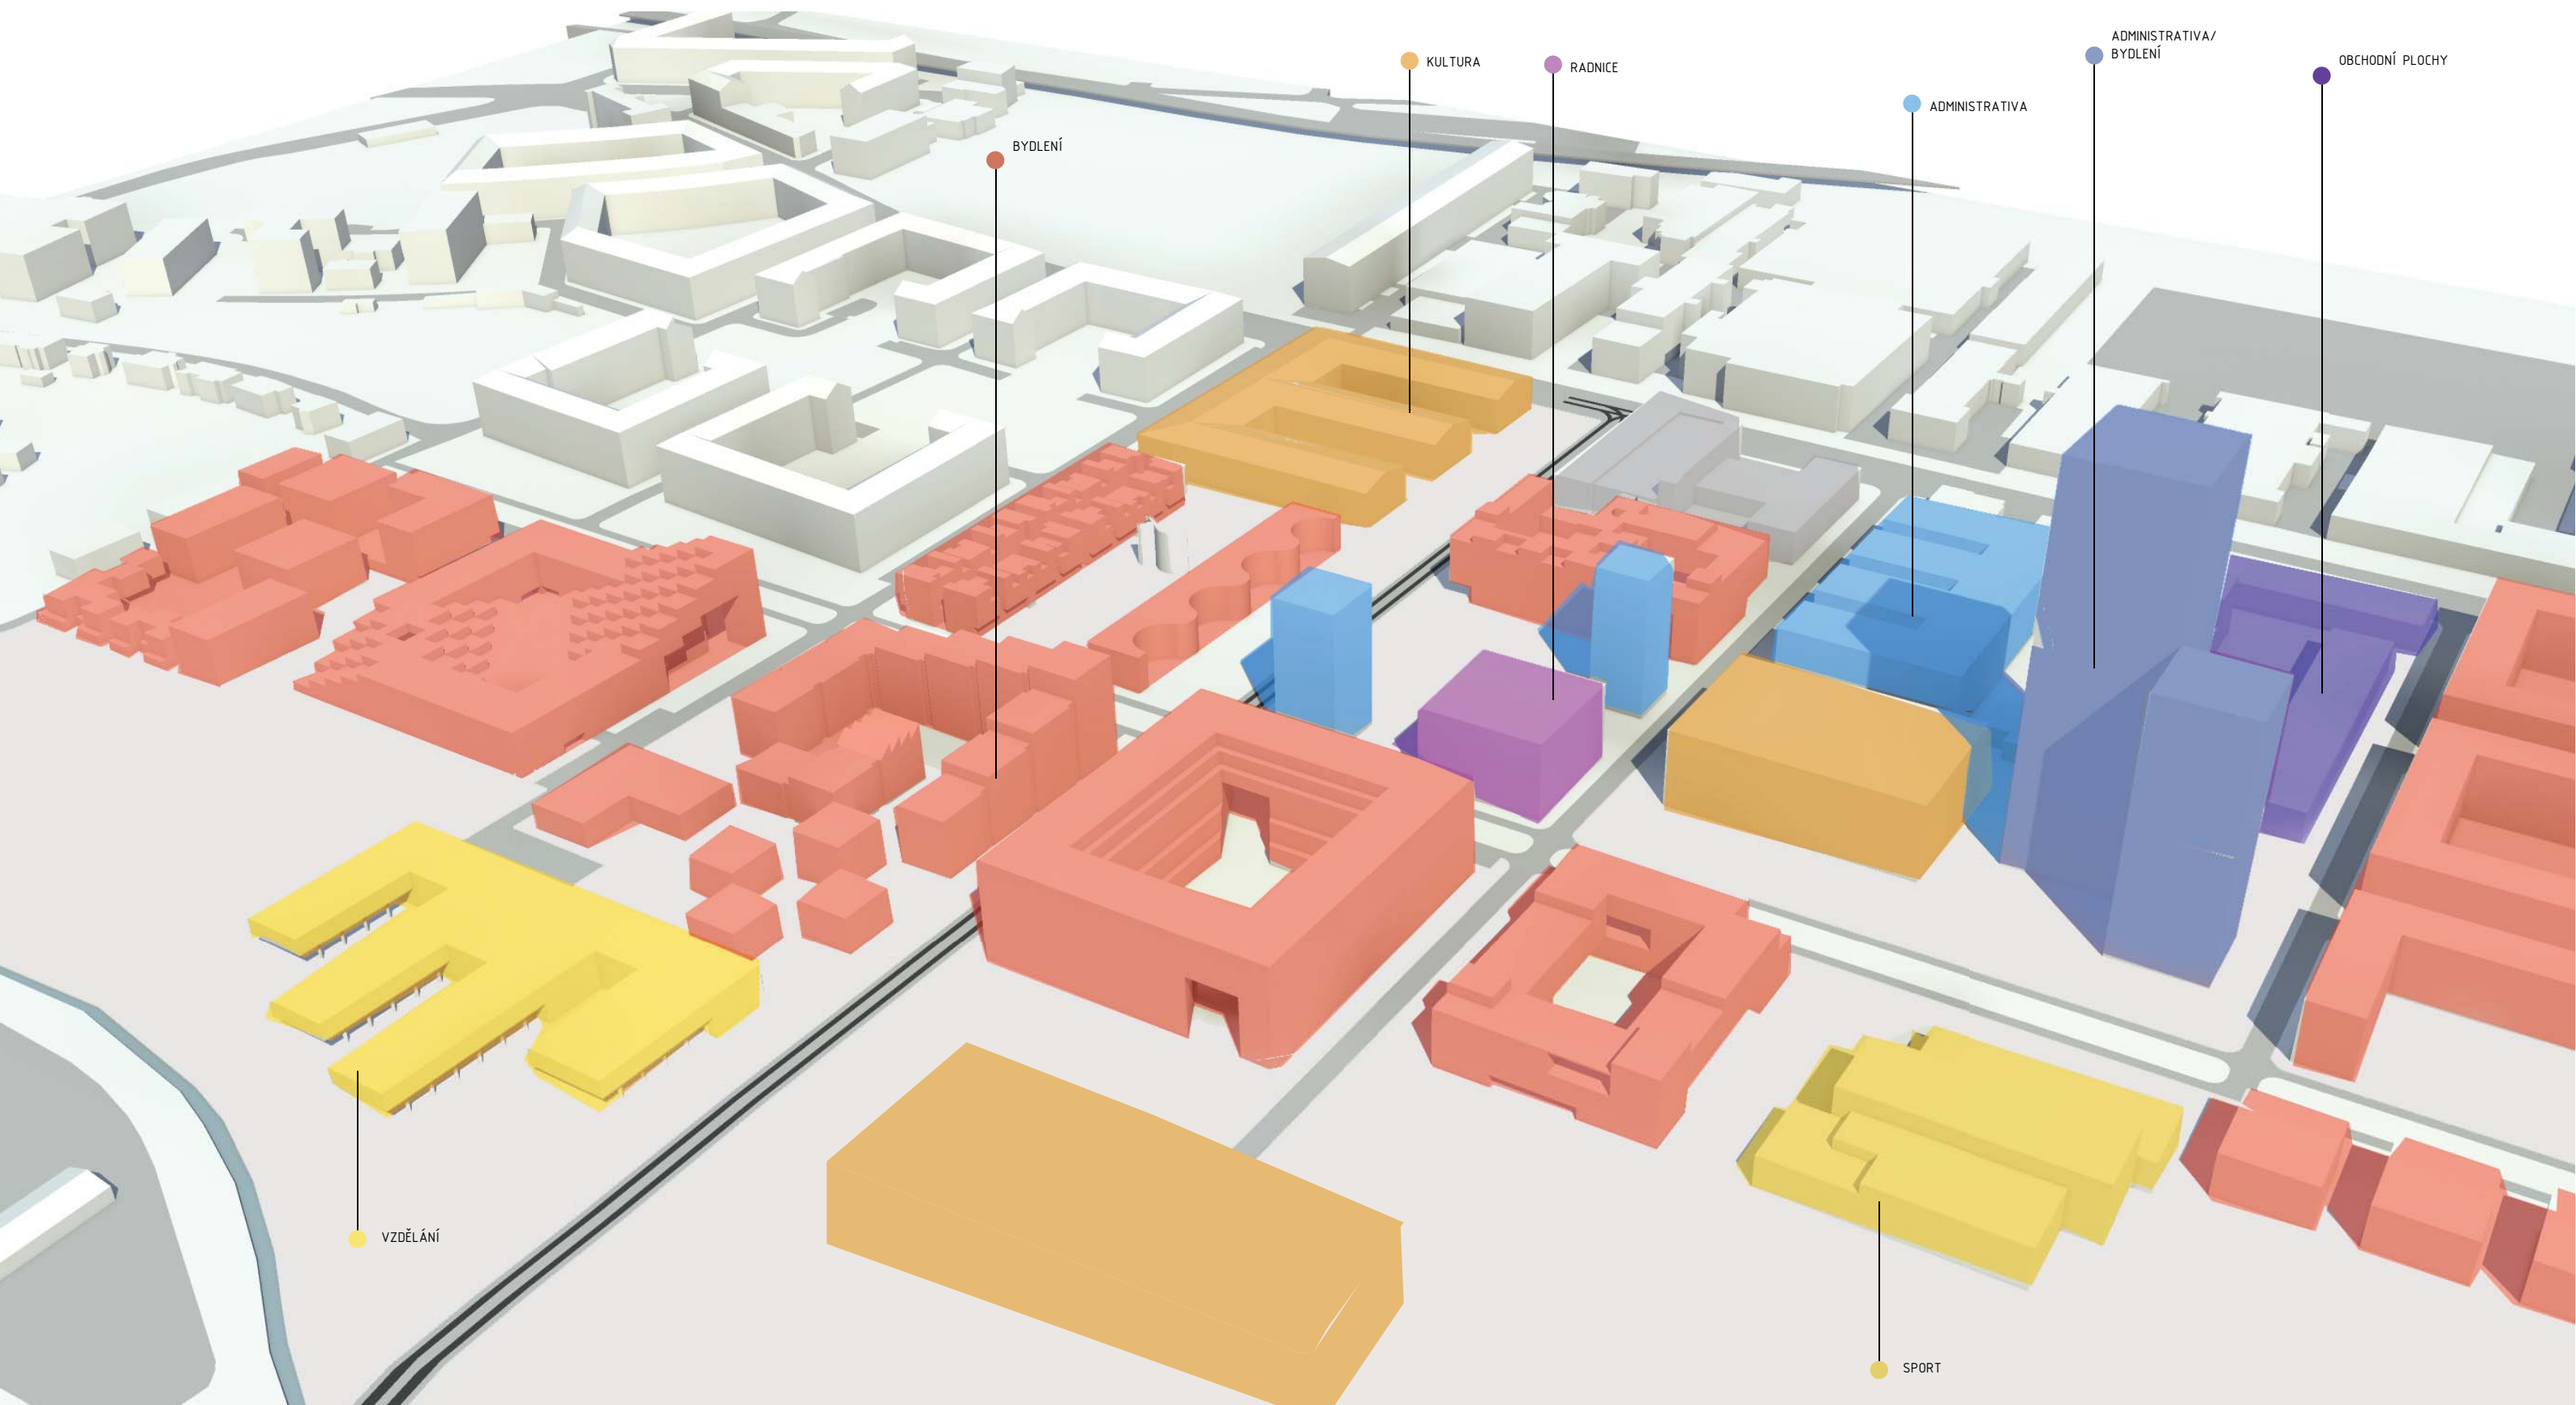 ADMINISTRATIVA/
BYDLENÍ
KULTURA
RADNICE
OBCHODNÍ PLOCHY
ADMINISTRATIVA
BYDLENÍ
VZDĚLÁNÍ
SPORT